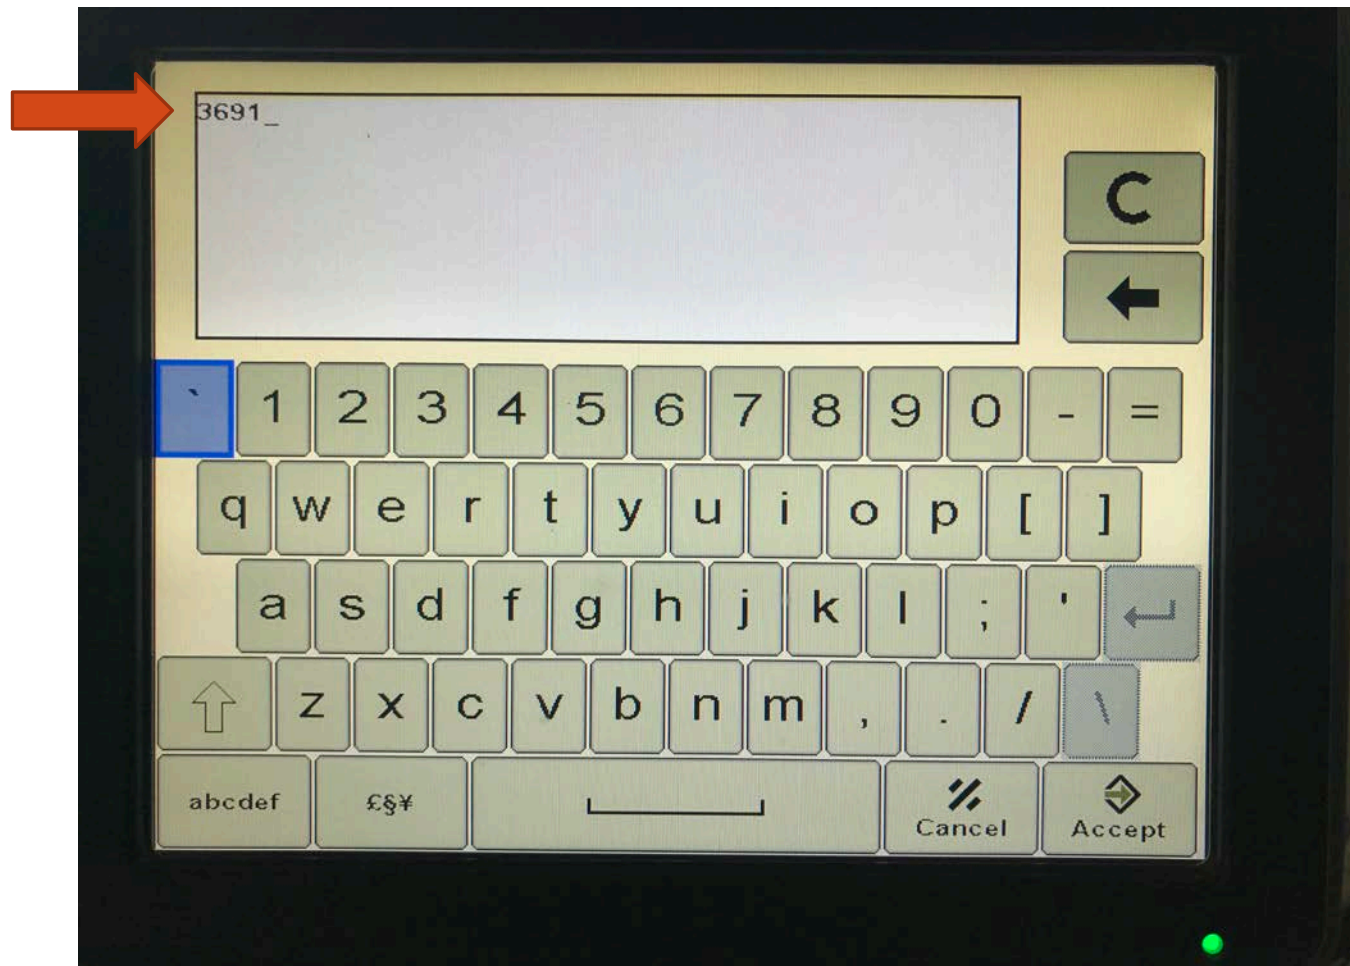 3691_
C
` 1 2 3 4 5 6 7 8 9 0 - =
q w e r t y u i o p [ ]
a s d f g h j k l ; '
z x c v b n m , . / \
abcdef £§¥ Cancel Accept